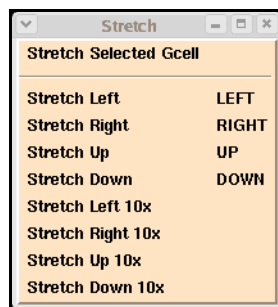 Stretch
Stretch Selected Gcell
Stretch Left LEFT
Stretch Right RIGHT
Stretch Up UP
Stretch Down DOWN
Stretch Left 10x
Stretch Right 10x
Stretch Up 10x
Stretch Down 10x